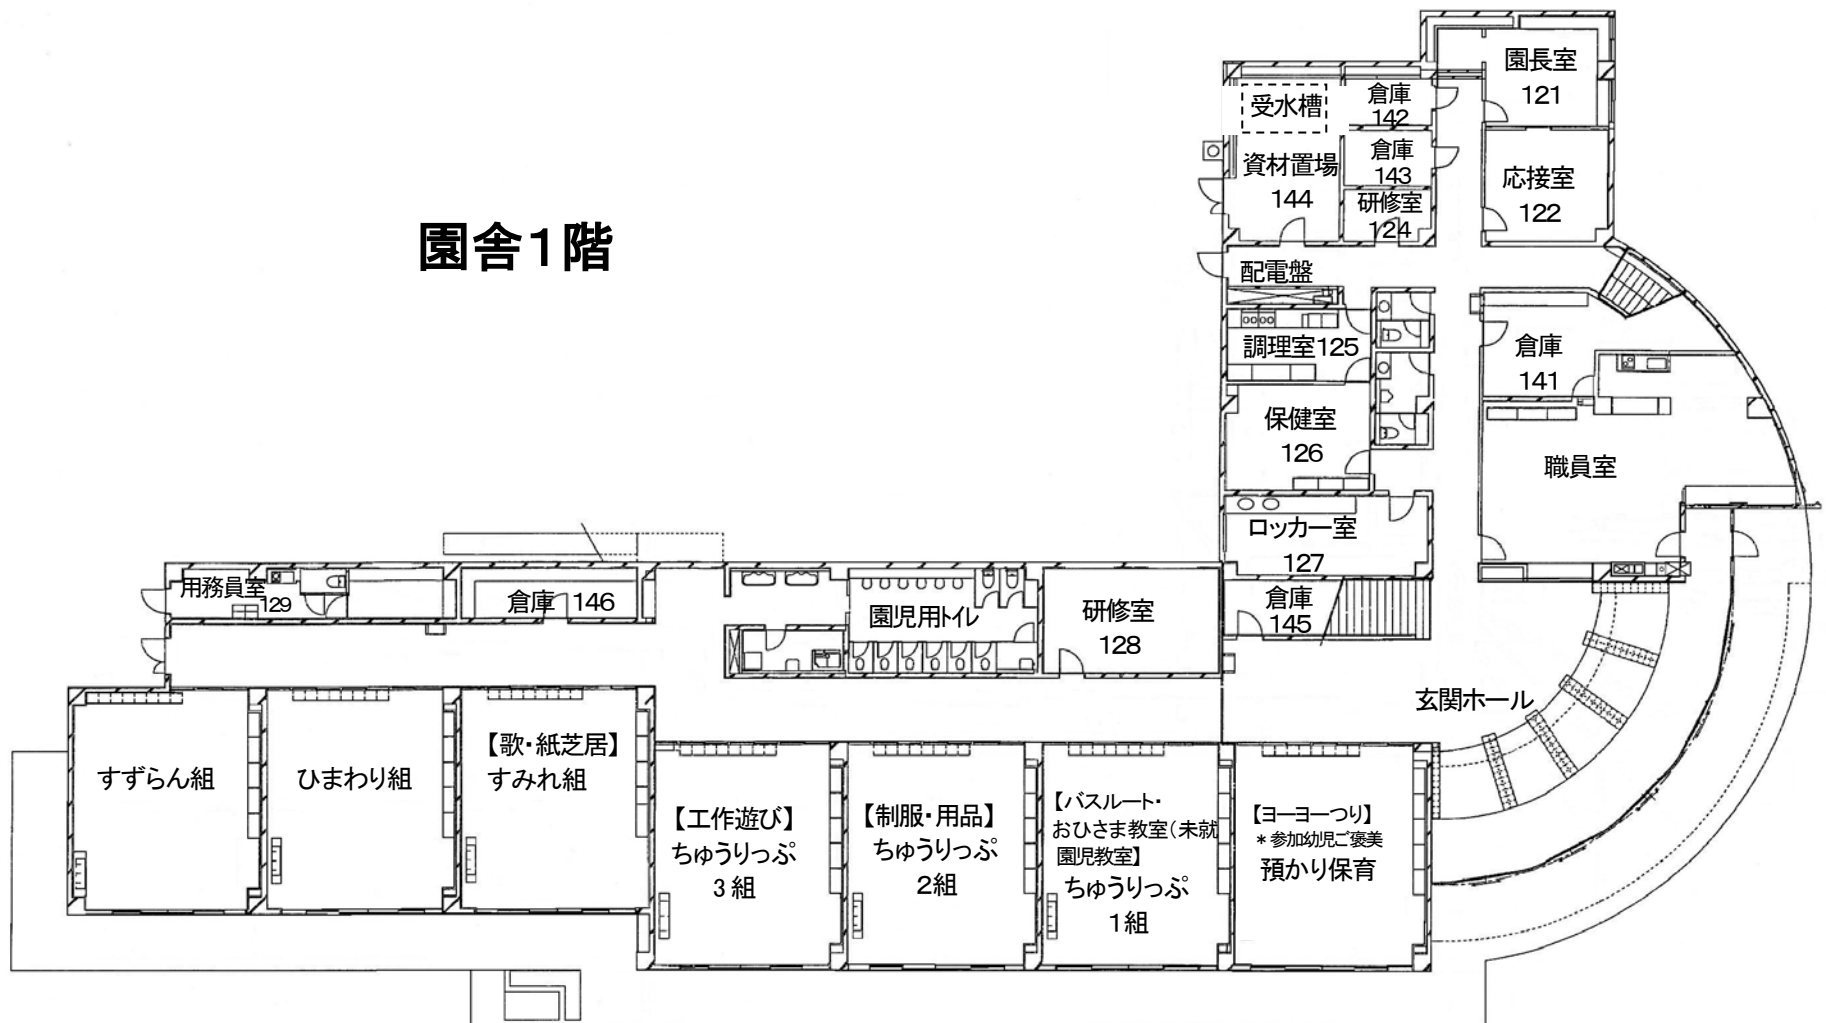 園舎1階
園長室
121
受水槽
倉庫
142
倉庫
143
資材置場
144
研修室
124
応接室
122
配電盤
調理室125
倉庫
141
保健室
126
職員室
ロッカー室
127
用務員室
129
倉庫 146
園児用トイレ
研修室
128
倉庫
145
玄関ホール
すずらん組
ひまわり組
【歌・紙芝居】
すみれ組
【工作遊び】
ちゅうりっぷ
3組
【制服・用品】
ちゅうりっぷ
2組
【バスルート・
おひさま教室（未就
園児教室】
ちゅうりっぷ
1組
【ヨーヨーつり】
*参加幼児ご褒美
預かり保育